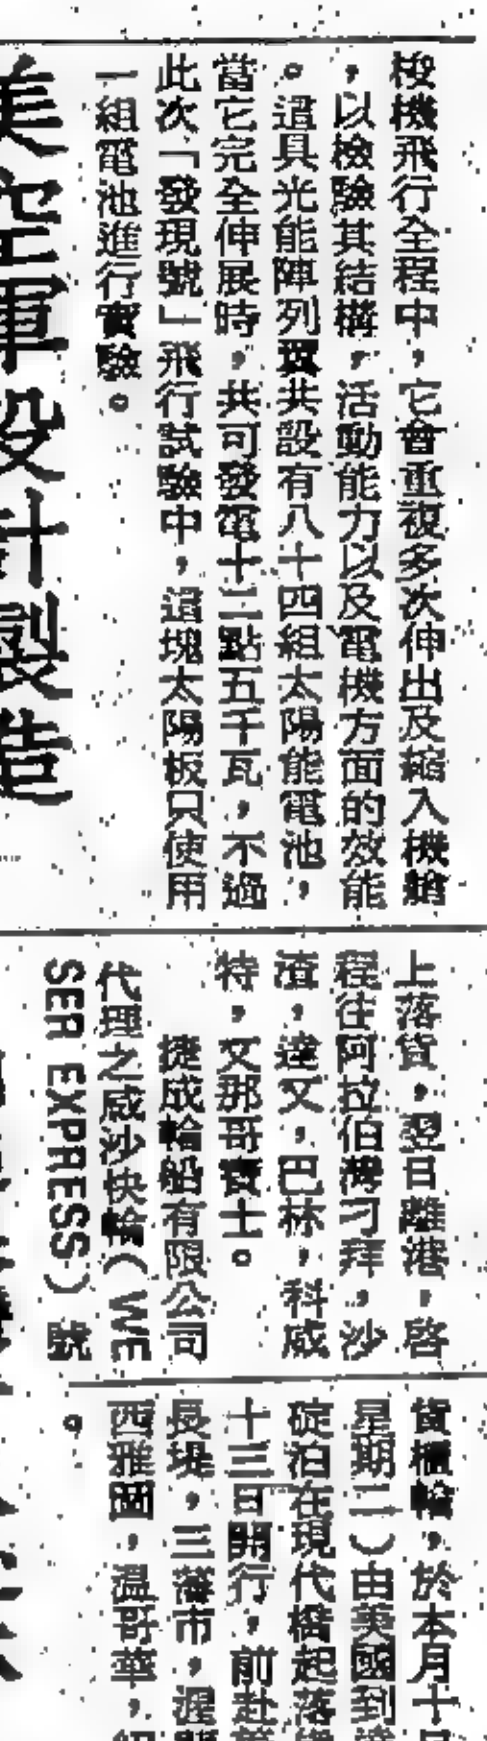 梭機飛行全程中，它會重複多次伸出及縮入機艙
，以檢驗其結構，活動能力以及電機方面的效能
。這具光能陣列翼共設有八十四組太陽能電池，
當它完全伸展時，共可發電十二點五千瓦，不過
此次「發現號」飛行試驗中，這塊太陽板只使用
一組電池進行實驗。
美空軍設計製造
上落貨，翌日離港，啓
程往阿拉伯灣刁拜，沙
渣，達文，巴林，科威
特，文那哥寶士。
捷成輪船有限公司
代理之威沙快輪（WE
SER EXPRESS）號
貨櫃輪，於本月十日
星期二）由美國到
碇泊在現代檔起落
十三日開行，前赴
長堤，三藩市，
西雅圖，溫哥華，
。